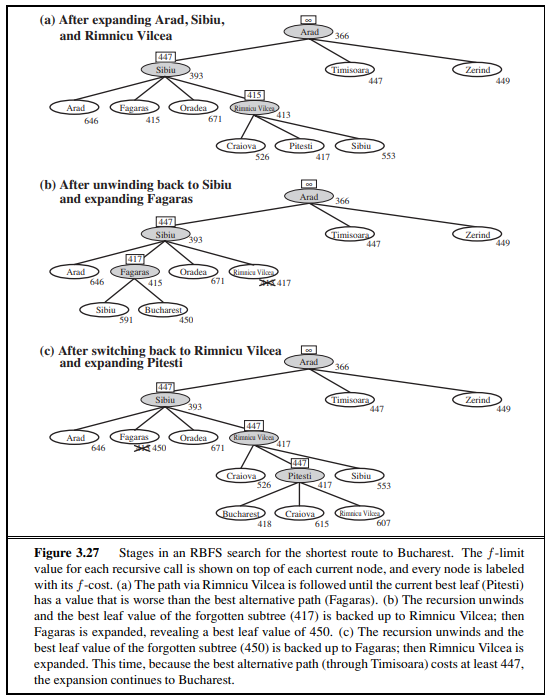 (a) After expanding Arad, Sibiu,
and Rimnicu Vilcea
∞
Arad
366
447
Sibiu
393
Timisoara
447
Zerind
449
Arad
646
Fagaras
415
Oradea
671
415
Rimnicu Vilcea
413
Craiova
526
Pitesti
417
Sibiu
553
(b) After unwinding back to Sibiu
and expanding Fagaras
∞
Arad
366
447
Sibiu
393
Timisoara
447
Zerind
449
Arad
646
417
Fagaras
415
Oradea
671
Rimnicu Vilcea
417
Sibiu
591
Bucharest
450
(c) After switching back to Rimnicu Vilcea
and expanding Pitesti
∞
Arad
366
447
Sibiu
393
Timisoara
447
Zerind
449
Arad
646
Fagaras
450
Oradea
671
447
Rimnicu Vilcea
417
Craiova
526
447
Pitesti
417
Sibiu
553
Bucharest
418
Craiova
615
Rimnicu Vilcea
607
Figure 3.27 Stages in an RBFS search for the shortest route to Bucharest. The f-limit
value for each recursive call is shown on top of each current node, and every node is labeled
with its f-cost. (a) The path via Rimnicu Vilcea is followed until the current best leaf (Pitesti)
has a value that is worse than the best alternative path (Fagaras). (b) The recursion unwinds
and the best leaf value of the forgotten subtree (417) is backed up to Rimnicu Vilcea; then
Fagaras is expanded, revealing a best leaf value of 450. (c) The recursion unwinds and the
best leaf value of the forgotten subtree (450) is backed up to Fagaras; then Rimnicu Vilcea is
expanded. This time, because the best alternative path (through Timisoara) costs at least 447,
the expansion continues to Bucharest.